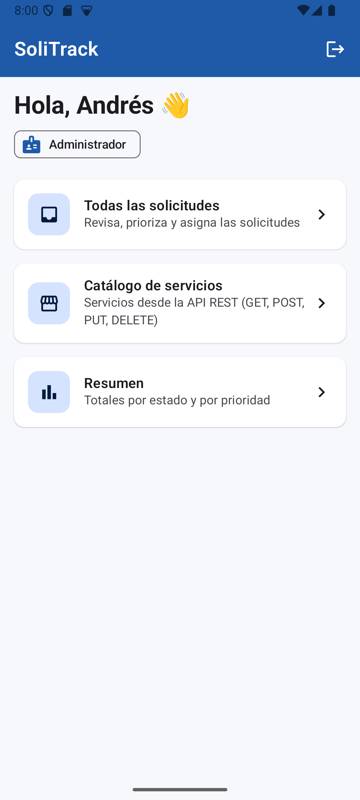 8:00
SoliTrack
Hola, Andrés 👋
Administrador
Todas las solicitudes
Revisa, prioriza y asigna las solicitudes
Catálogo de servicios
Servicios desde la API REST (GET, POST,
PUT, DELETE)
Resumen
Totales por estado y por prioridad